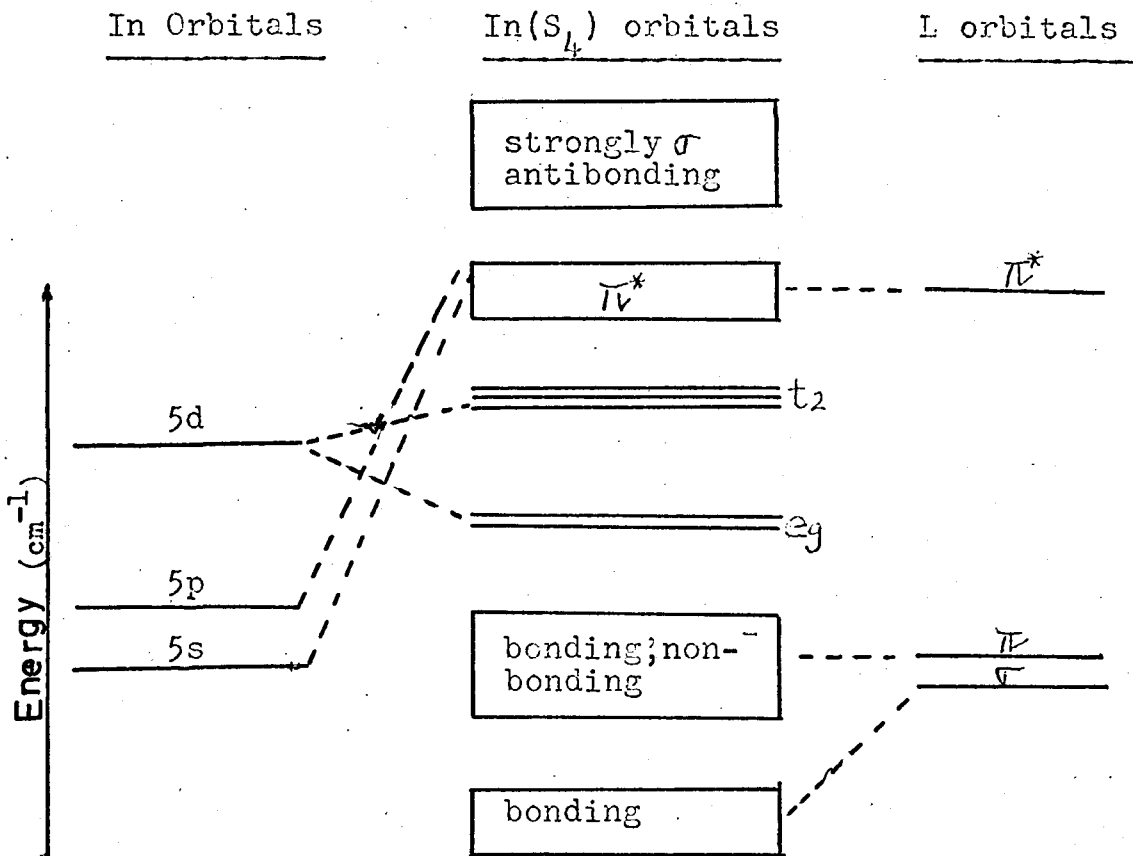 In Orbitals
In(S₄) orbitals
L orbitals
strongly σ
antibonding
π*
π*
t₂
5d
eg
5p
5s
bonding; non-
bonding
π
σ
bonding
Energy (cm⁻¹)